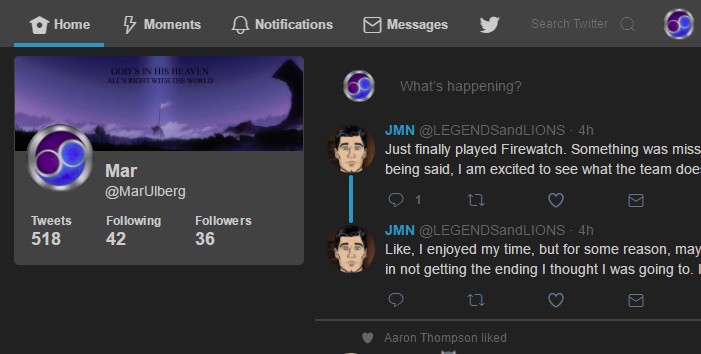 Home
Moments
Notifications
Messages
Search Twitter
GOD'S IN HIS HEAVEN
ALL'S RIGHT WITH THE WORLD
Mar
@MarUlberg
Tweets Following Followers
518 42 36
What's happening?
JMN @LEGENDSandLIONS · 4h
Just finally played Firewatch. Something was miss
being said, I am excited to see what the team doe
1
JMN @LEGENDSandLIONS · 4h
Like, I enjoyed my time, but for some reason, may
in not getting the ending I thought I was going to. I
Aaron Thompson liked